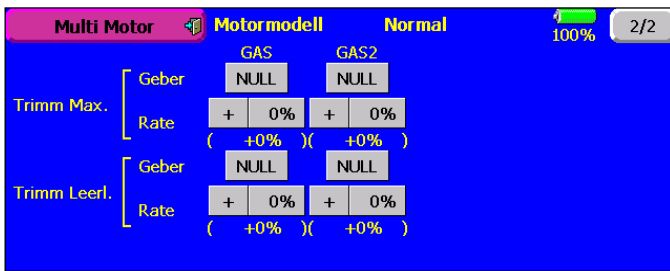 Multi Motor Motormodell Normal 100% 2/2
GAS GAS2
Geber NULL NULL
Trimm Max.
Rate + 0% + 0%
( +0% )( +0% )
Geber NULL NULL
Trimm Leerl.
Rate + 0% + 0%
( +0% )( +0% )